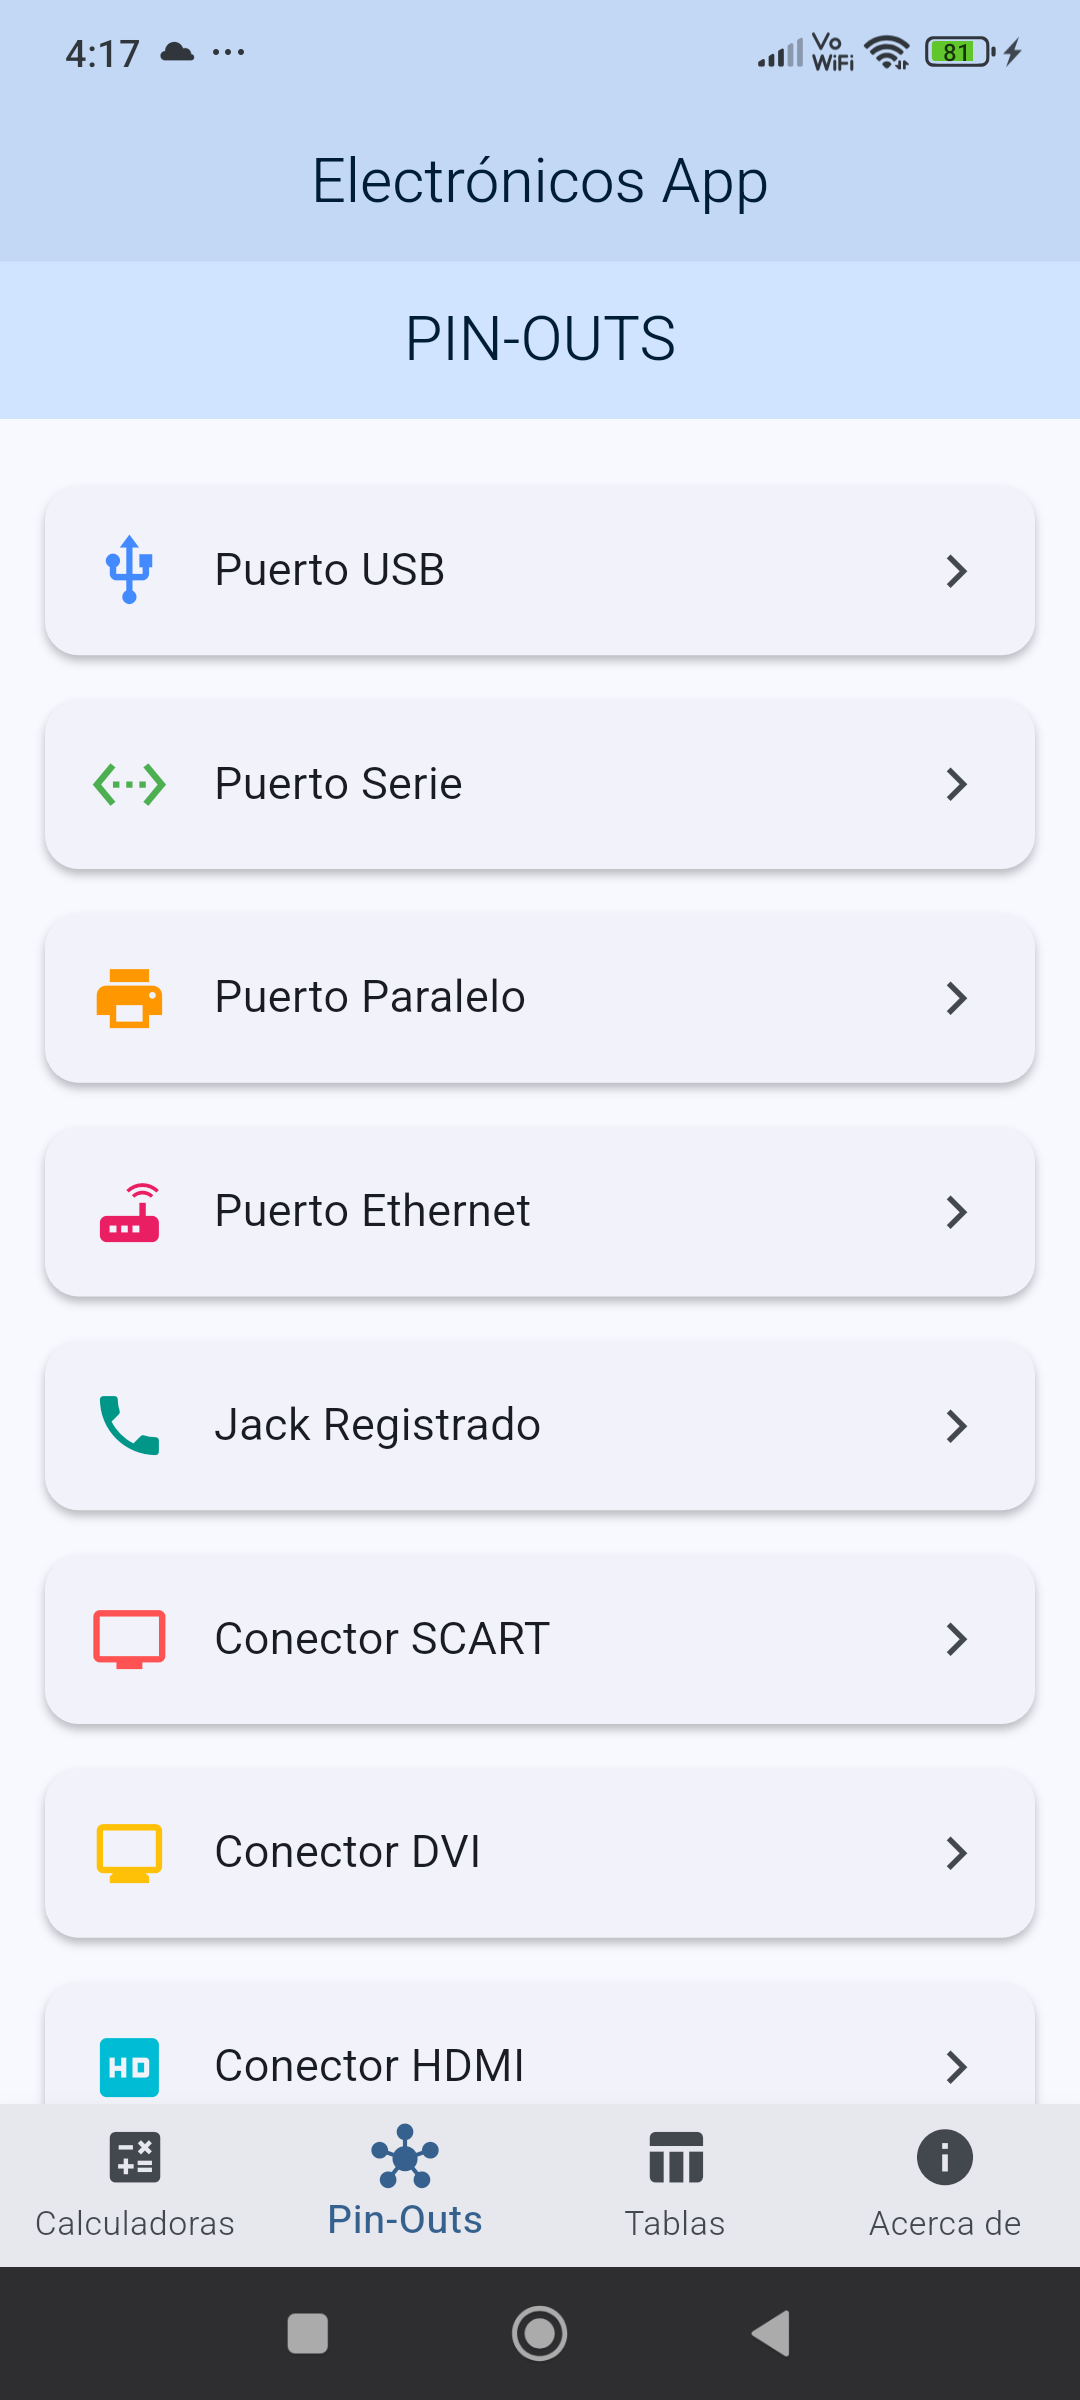 4:17
Vo WiFi
81
Electrónicos App
PIN-OUTS
Puerto USB
Puerto Serie
Puerto Paralelo
Puerto Ethernet
Jack Registrado
Conector SCART
Conector DVI
HD
Conector HDMI
Calculadoras
Pin-Outs
Tablas
Acerca de